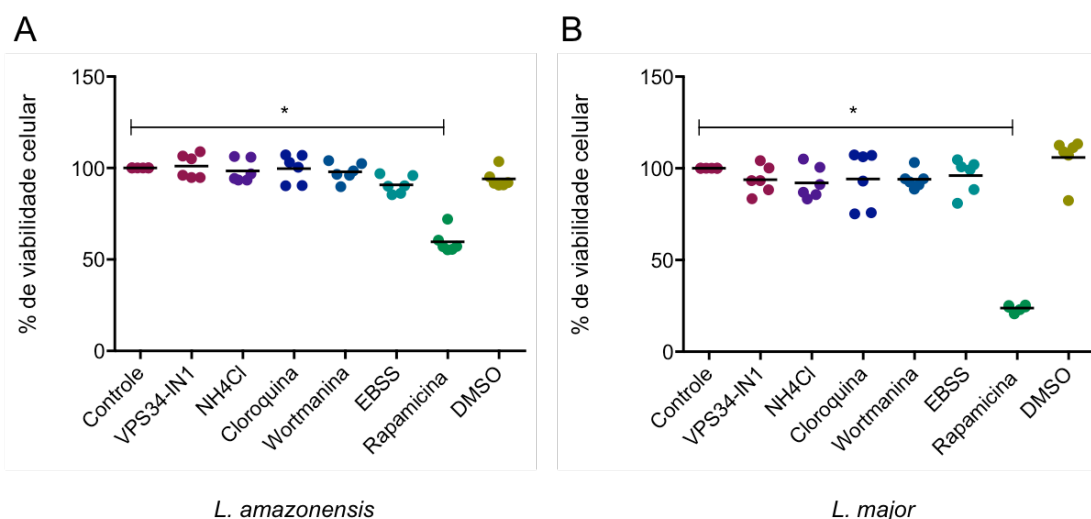 A
% de viabilidade celular
150
100
50
0
*
Controle
VPS34-IN1
NH4Cl
Cloroquina
Wortmanina
EBSS
Rapamicina
DMSO
L. amazonensis
B
% de viabilidade celular
150
100
50
0
*
Controle
VPS34-IN1
NH4Cl
Cloroquina
Wortmanina
EBSS
Rapamicina
DMSO
L. major